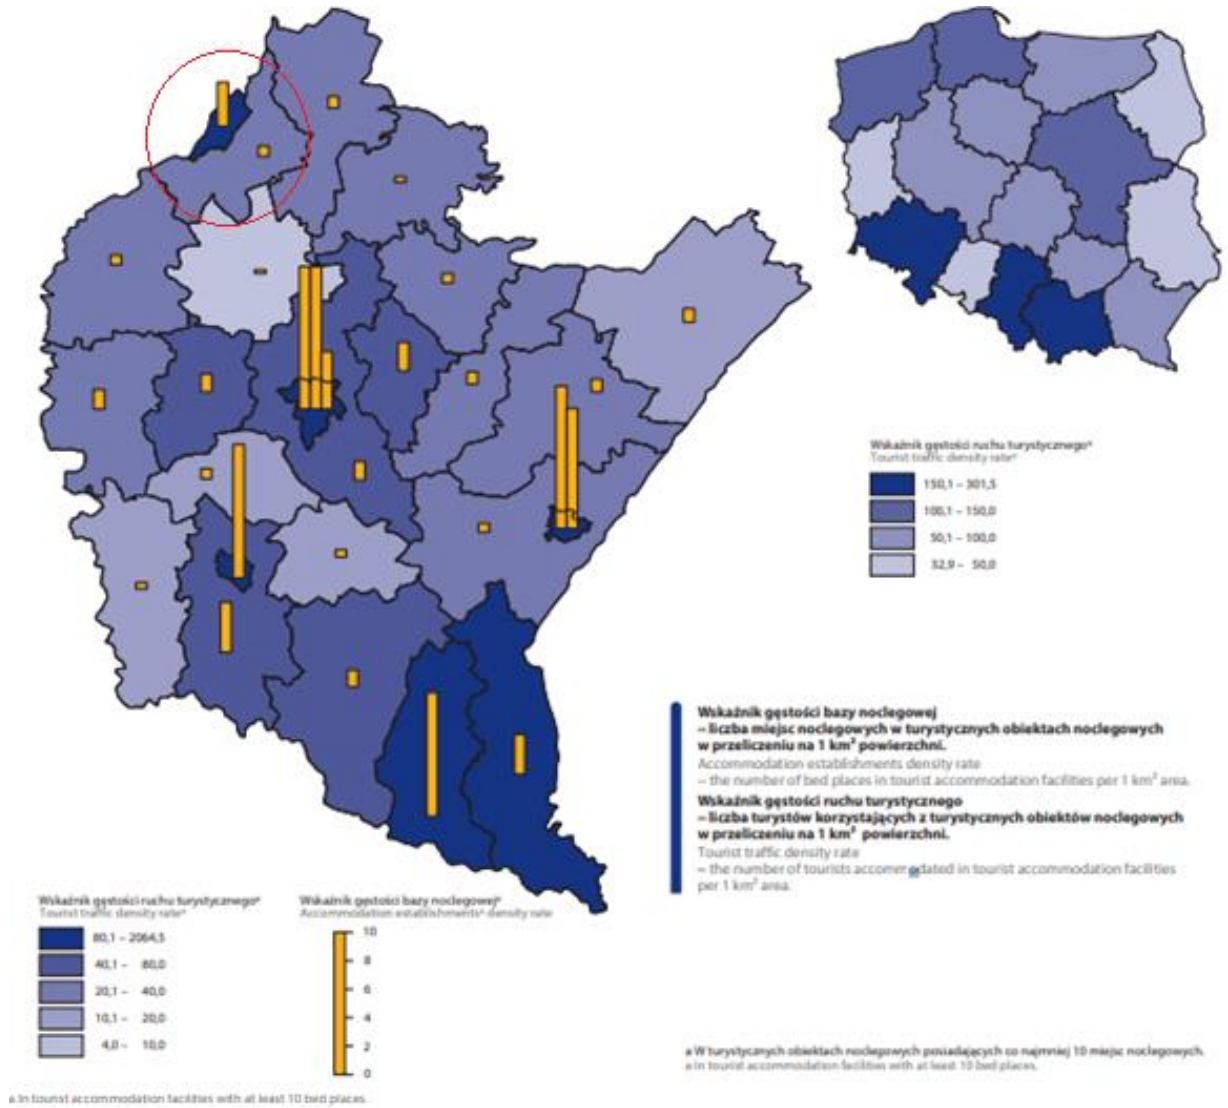 Wskaźnik gęstości ruchu turystycznegoᵃ
Tourist traffic density rateᵃ
150,1 – 301,5
100,1 – 150,0
50,1 – 100,0
32,9 – 50,0
Wskaźnik gęstości bazy noclegowej
– liczba miejsc noclegowych w turystycznych obiektach noclegowych
w przeliczeniu na 1 km² powierzchni.
Accommodation establishments density rate
– the number of bed places in tourist accommodation facilities per 1 km² area.
Wskaźnik gęstości ruchu turystycznego
– liczba turystów korzystających z turystycznych obiektów noclegowych
w przeliczeniu na 1 km² powierzchni.
Tourist traffic density rate
– the number of tourists accommodated in tourist accommodation facilities
per 1 km² area.
Wskaźnik gęstości ruchu turystycznegoᵃ
Tourist traffic density rateᵃ
80,1 – 2064,5
40,1 – 80,0
20,1 – 40,0
10,1 – 20,0
4,0 – 10,0
Wskaźnik gęstości bazy noclegowejᵃ
Accommodation establishmentsᵃ density rate
10
8
6
4
2
0
a W turystycznych obiektach noclegowych posiadających co najmniej 10 miejsc noclegowych.
a In tourist accommodation facilities with at least 10 bed places.
a In tourist accommodation facilities with at least 10 bed places.